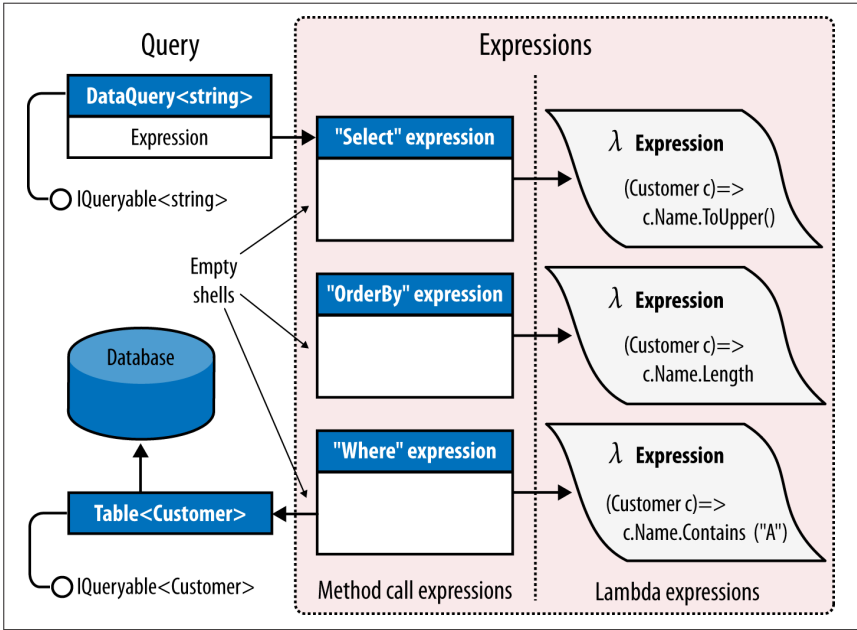 Query
Expressions
DataQuery<string>
Expression
IQueryable<string>
"Select" expression
λ Expression
(Customer c)=>
c.Name.ToUpper()
Empty
shells
"OrderBy" expression
λ Expression
(Customer c)=>
c.Name.Length
Database
"Where" expression
λ Expression
(Customer c)=>
c.Name.Contains ("A")
Table<Customer>
IQueryable<Customer>
Method call expressions
Lambda expressions